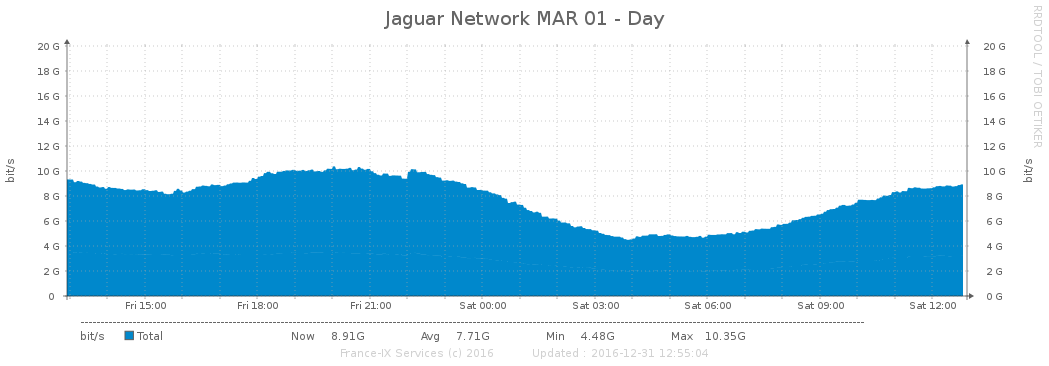 Jaguar Network MAR 01 - Day
RRDTOOL / TOBI OETIKER
bit/s
bit/s
20 G 20 G
18 G 18 G
16 G 16 G
14 G 14 G
12 G 12 G
10 G 10 G
8 G 8 G
6 G 6 G
4 G 4 G
2 G 2 G
0 0 G
Fri 15:00 Fri 18:00 Fri 21:00 Sat 00:00 Sat 03:00 Sat 06:00 Sat 09:00 Sat 12:00
bit/s Total Now 8.91G Avg 7.71G Min 4.48G Max 10.35G
France-IX Services (c) 2016 Updated : 2016-12-31 12:55:04